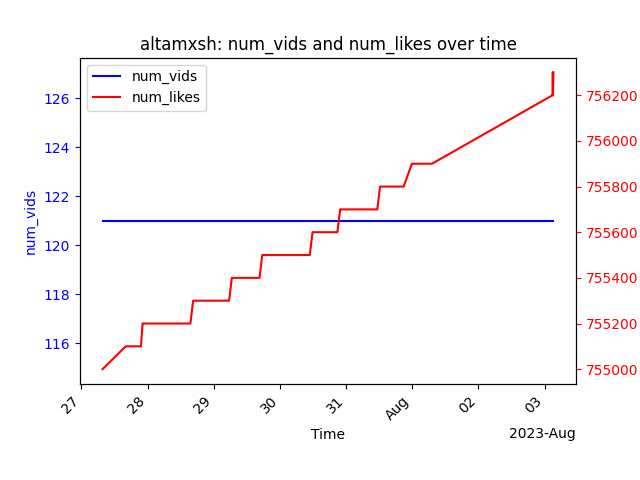 altamxsh: num_vids and num_likes over time
num_vids
num_likes
126
124
122
120
118
116
num_vids
756200
756000
755800
755600
755400
755200
755000
27
28
29
30
31
Aug
02
03
Time
2023-Aug